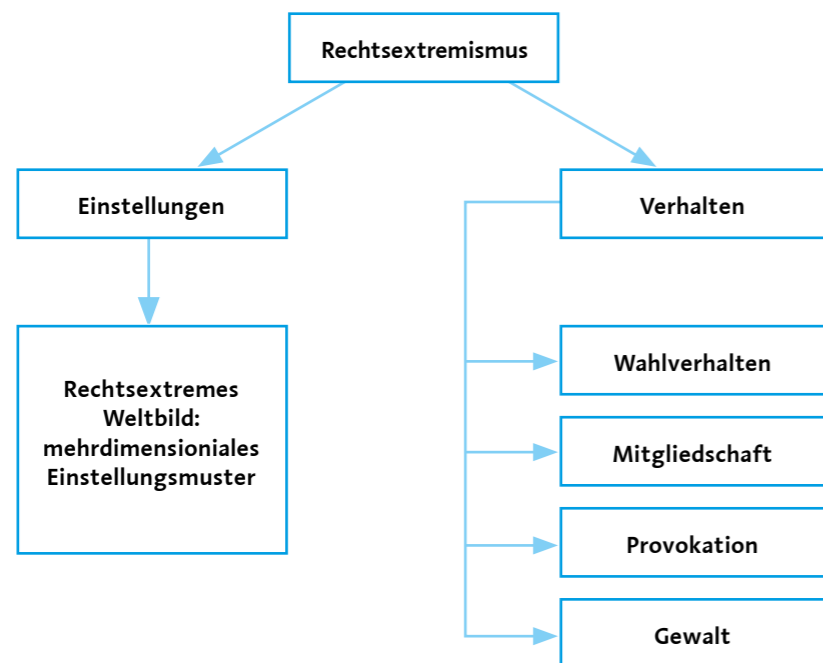 Rechtsextremismus
Einstellungen
Verhalten
Rechtsextremes
Weltbild:
mehrdimensioniales
Einstellungsmuster
Wahlverhalten
Mitgliedschaft
Provokation
Gewalt